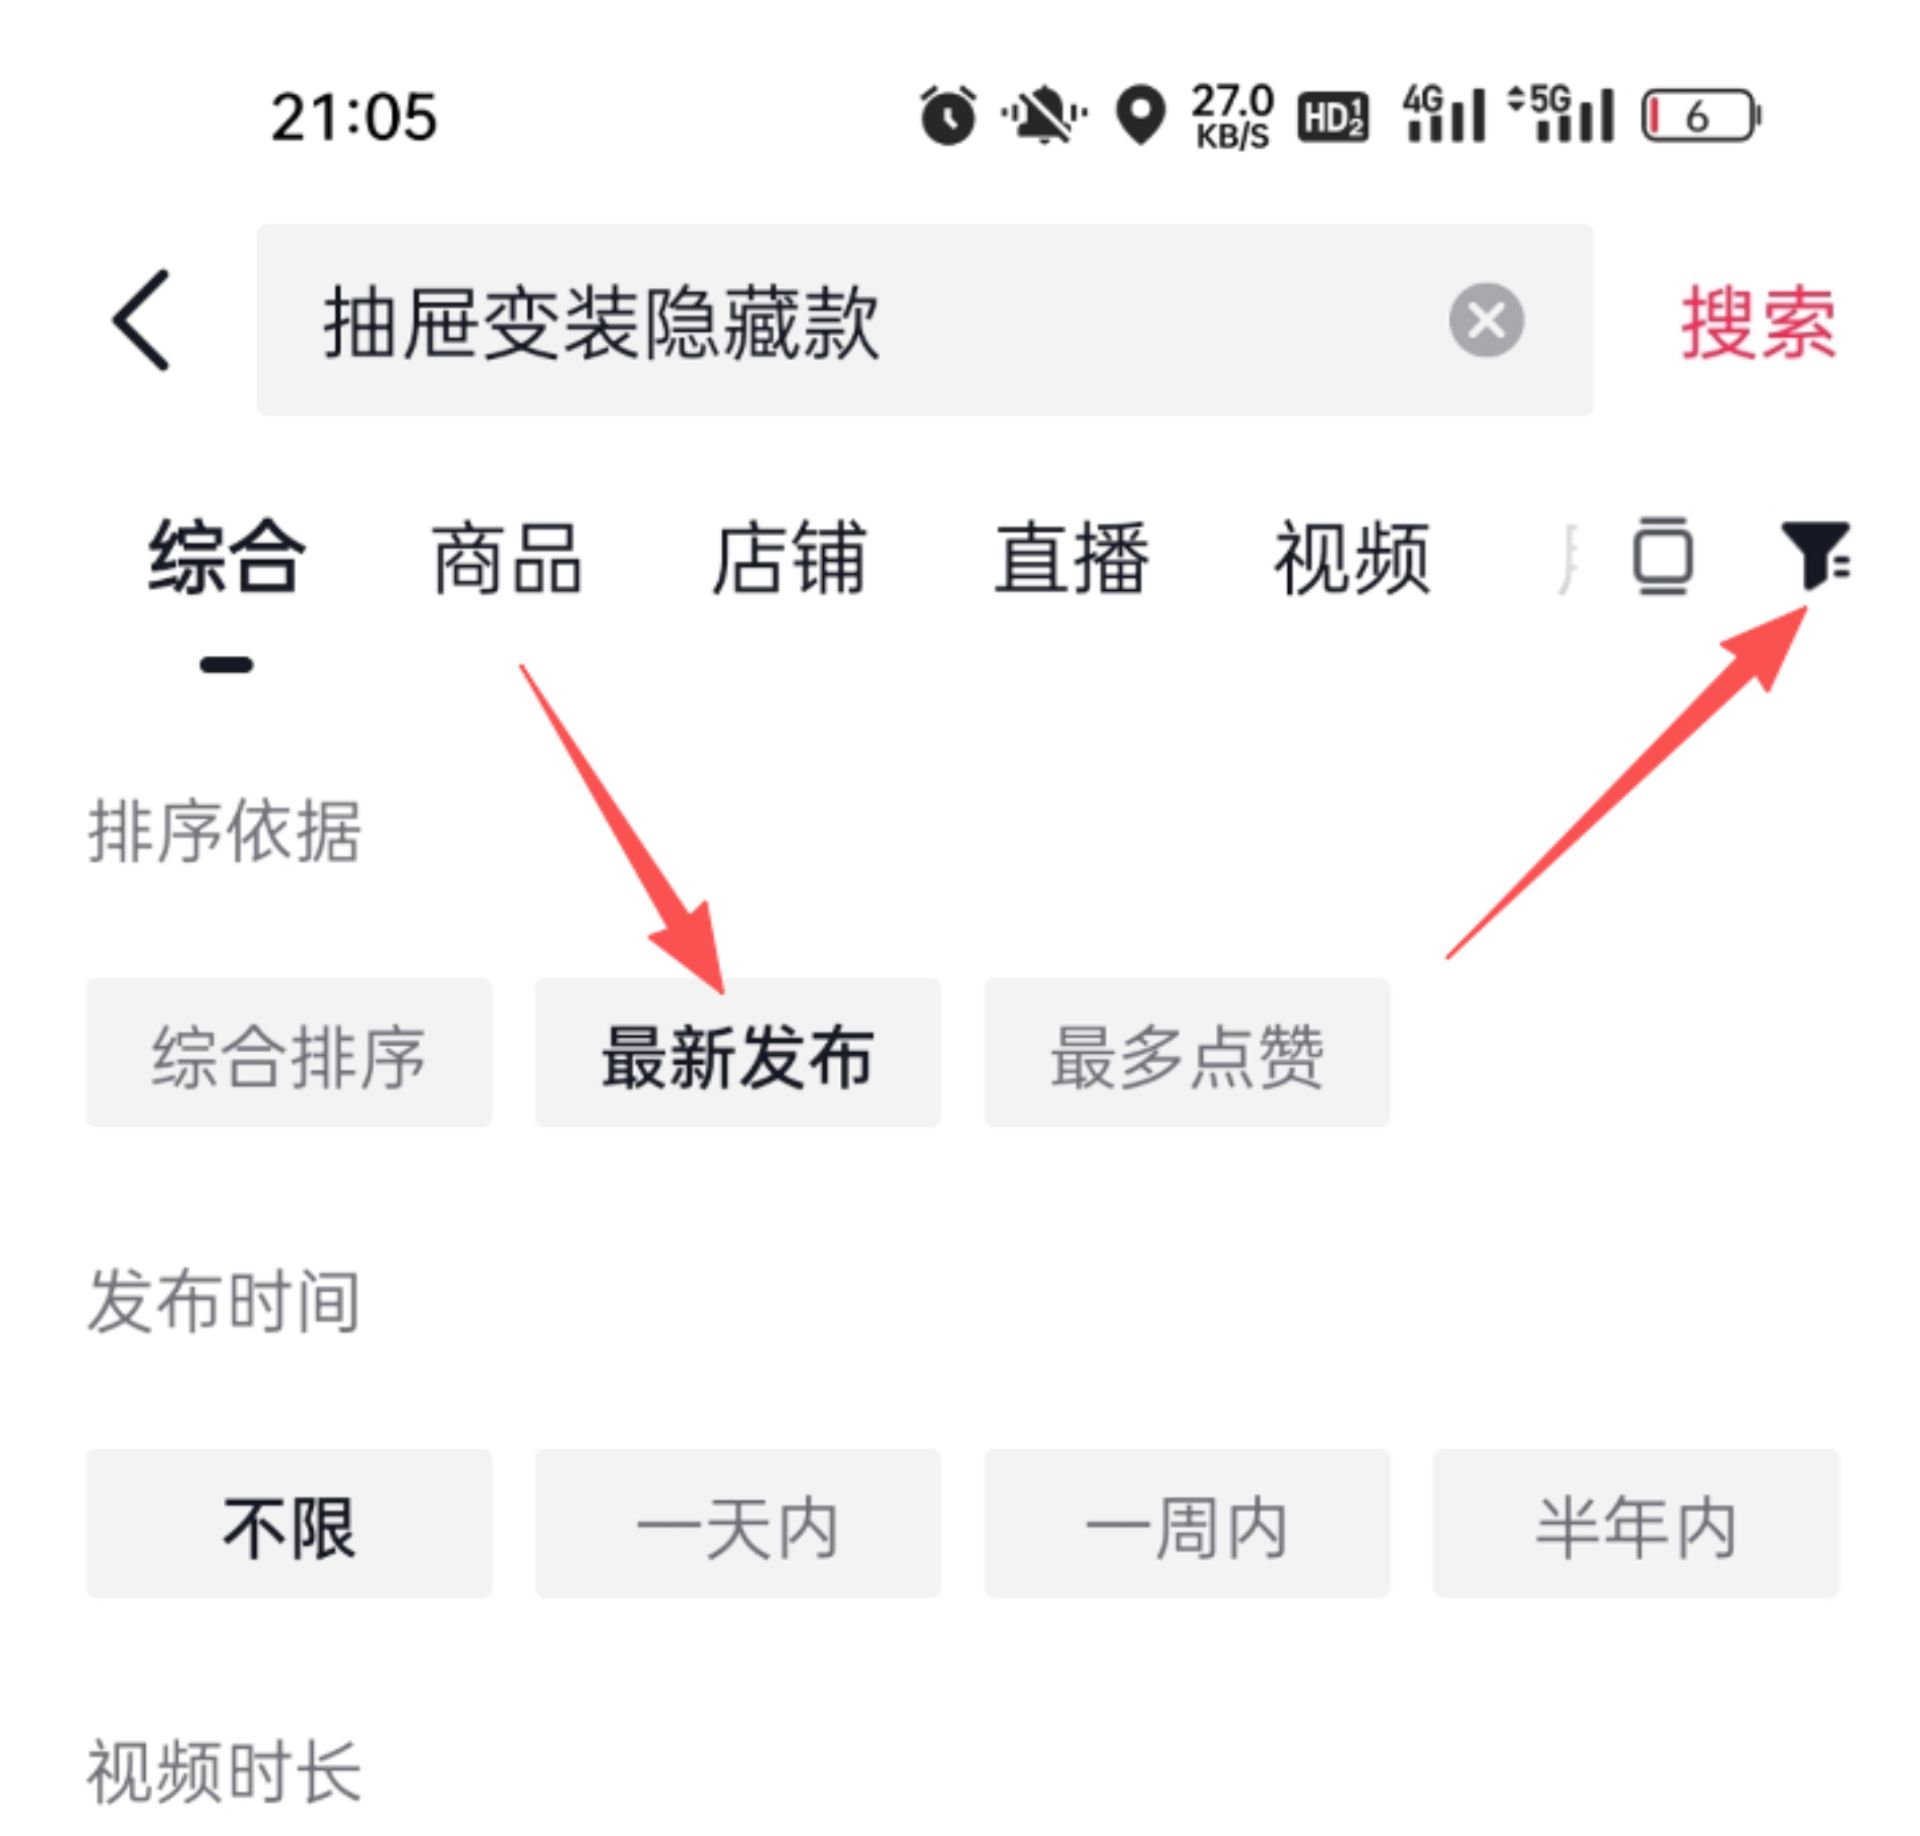 21:05 27.0 KB/S HD 1 2 4G 5G 6
抽屉变装隐藏款 搜索
综合 商品 店铺 直播 视频
排序依据
综合排序 最新发布 最多点赞
发布时间
不限 一天内 一周内 半年内
视频时长